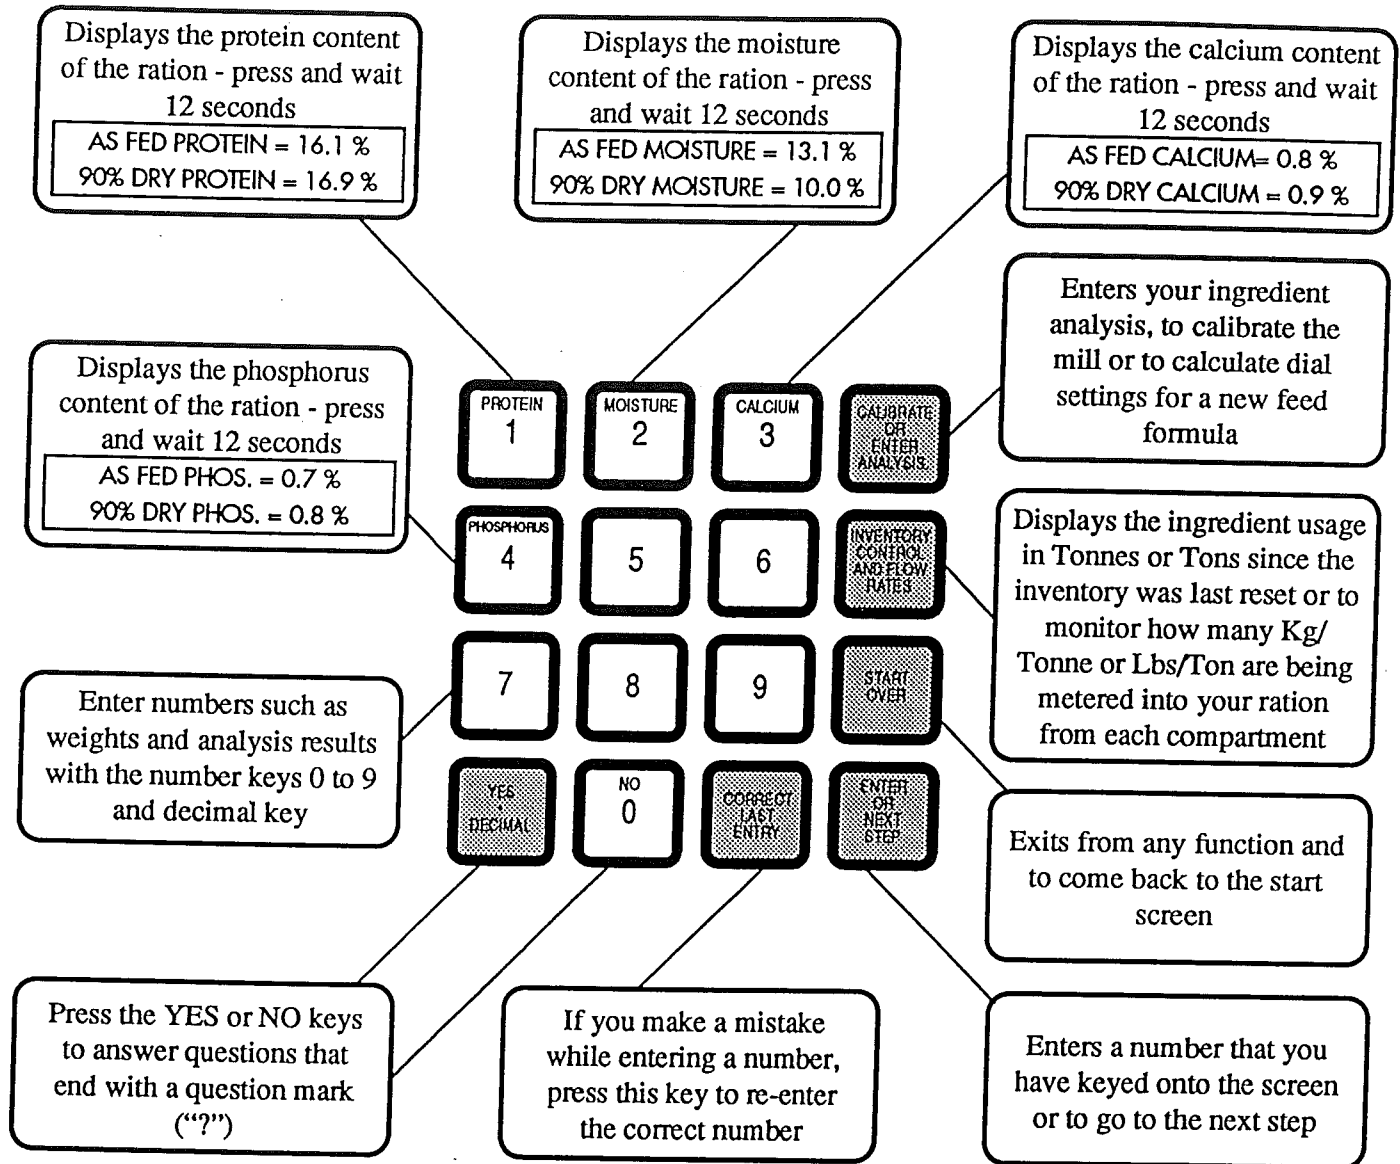 Displays the protein content
of the ration - press and wait
12 seconds
AS FED PROTEIN = 16.1 %
90% DRY PROTEIN = 16.9 %
Displays the moisture
content of the ration - press
and wait 12 seconds
AS FED MOISTURE = 13.1 %
90% DRY MOISTURE = 10.0 %
Displays the calcium content
of the ration - press and wait
12 seconds
AS FED CALCIUM= 0.8 %
90% DRY CALCIUM = 0.9 %
Enters your ingredient
analysis, to calibrate the
mill or to calculate dial
settings for a new feed
formula
Displays the phosphorus
content of the ration - press
and wait 12 seconds
AS FED PHOS. = 0.7 %
90% DRY PHOS. = 0.8 %
PROTEIN
1
MOISTURE
2
CALCIUM
3
CALIBRATE
OR
ENTER
ANALYSIS
PHOSPHORUS
4
5
6
INVENTORY
CONTROL
AND FLOW
RATES
Displays the ingredient usage
in Tonnes or Tons since the
inventory was last reset or to
monitor how many Kg/
Tonne or Lbs/Ton are being
metered into your ration
from each compartment
7
8
9
START
OVER
Enter numbers such as
weights and analysis results
with the number keys 0 to 9
and decimal key
YES
.
DECIMAL
NO
0
CORRECT
LAST
ENTRY
ENTER
OR
NEXT
STEP
Exits from any function and
to come back to the start
screen
Press the YES or NO keys
to answer questions that
end with a question mark
(“?”)
If you make a mistake
while entering a number,
press this key to re-enter
the correct number
Enters a number that you
have keyed onto the screen
or to go to the next step